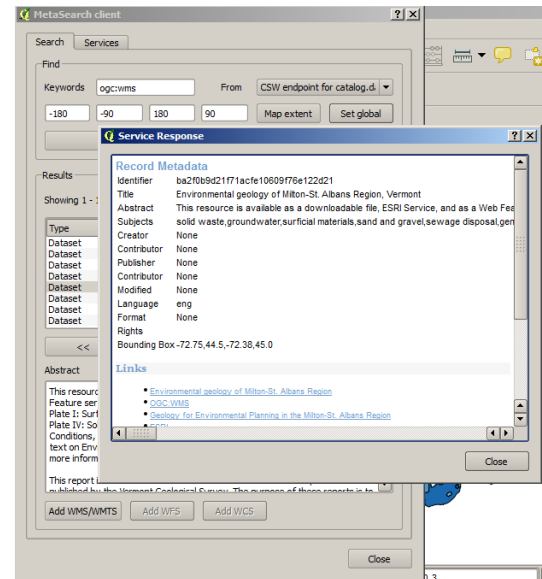 MetaSearch client
Search Services
Find
Keywords ogc:wms From CSW endpoint for catalog.d
-180 -90 180 90 Map extent Set global
Service Response
Results
Showing 1 -
Type
Dataset
Dataset
Dataset
Dataset
Dataset
Dataset
Dataset
Dataset
<<
Record Metadata
Identifier ba2f0b9d21f71acfe10609f76e122d21
Title Environmental geology of Milton-St. Albans Region, Vermont
Abstract This resource is available as a downloadable file, ESRI Service, and as a Web Fea
Subjects solid waste,groundwater,surficial materials,sand and gravel,sewage disposal,gen
Creator None
Contributor None
Publisher None
Contributor None
Modified None
Language eng
Format None
Rights
Bounding Box -72.75,44.5,-72.38,45.0
Links
Environmental geology of Milton-St. Albans Region
OGC:WMS
Geology for Environmental Planning in the Milton-St. Albans Region
ESRI
Close
Abstract
This resourc
Feature ser
Plate I: Surf
Plate IV: So
Conditions,
text on Env
more inform
This report i
published by the Vermont Geological Survey. The purpose of these reports is to
Add WMS/WMTS Add WFS Add WCS
Close